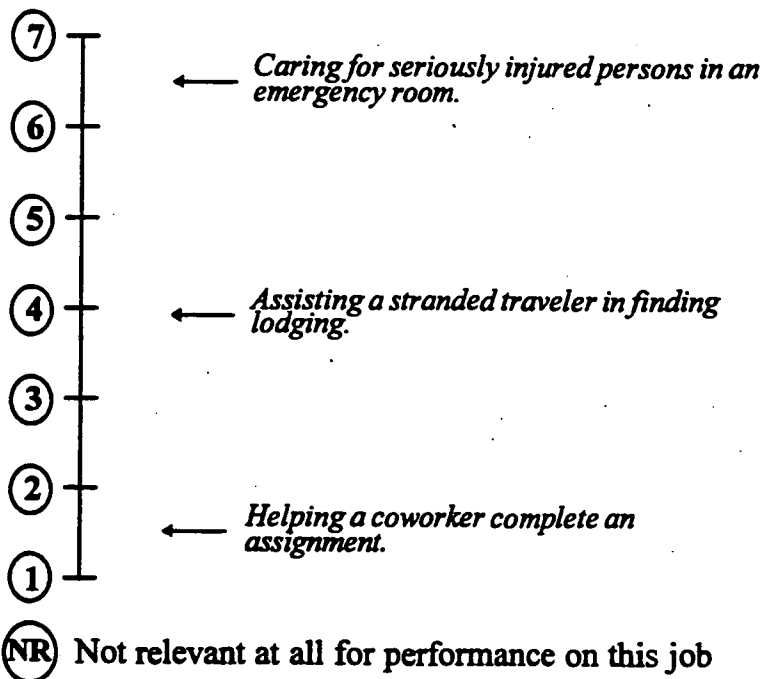 7
Caring for seriously injured persons in an
emergency room.
6
5
4
Assisting a stranded traveler in finding
lodging.
3
2
Helping a coworker complete an
assignment.
1
NR Not relevant at all for performance on this job